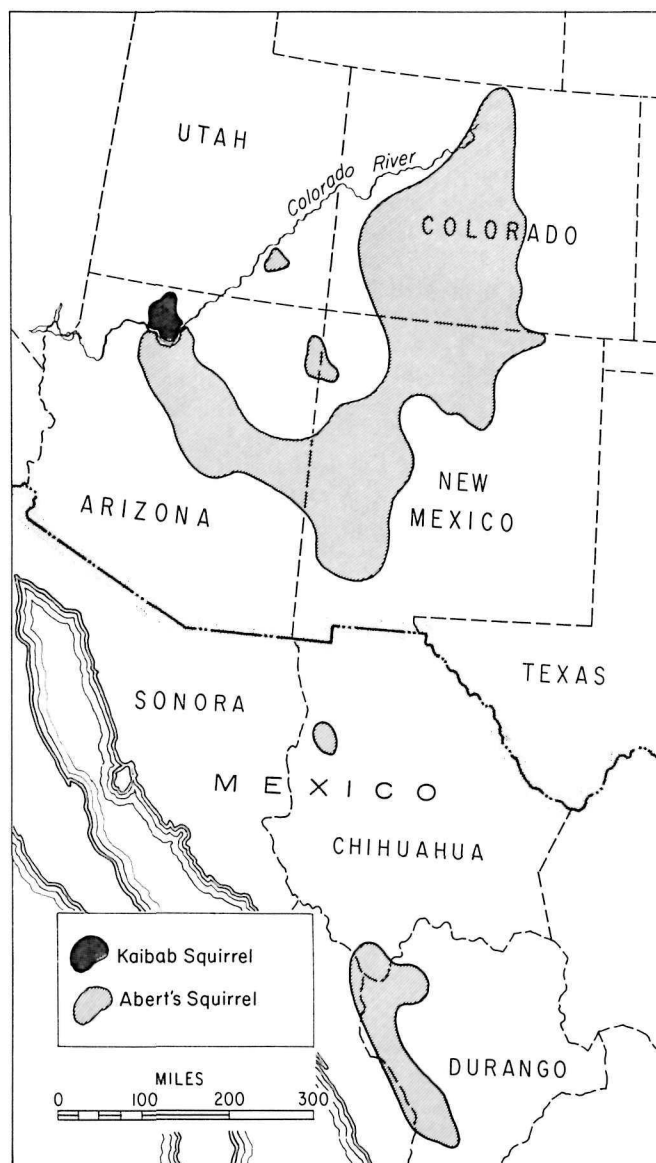 UTAH
Colorado River
COLORADO
ARIZONA
NEW
MEXICO
TEXAS
SONORA
MEXICO
CHIHUAHUA
Kaibab Squirrel
Abert's Squirrel
DURANGO
MILES
0 100 200 300